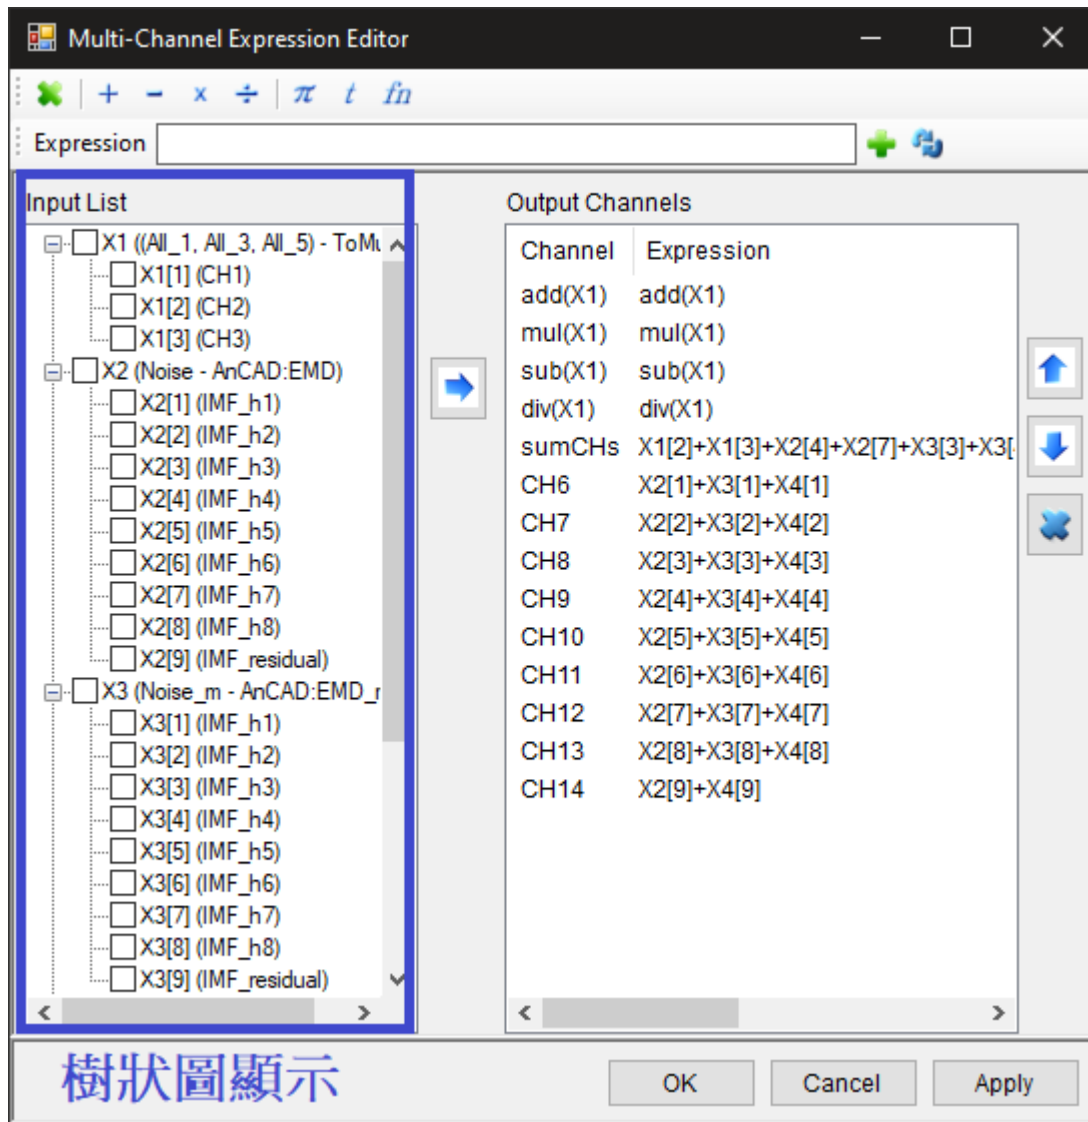 Multi-Channel Expression Editor
+ - x ÷ π t fn
Expression
Input List
X1 ((All_1, All_3, All_5) - ToMu
X1[1] (CH1)
X1[2] (CH2)
X1[3] (CH3)
X2 (Noise - AnCAD:EMD)
X2[1] (IMF_h1)
X2[2] (IMF_h2)
X2[3] (IMF_h3)
X2[4] (IMF_h4)
X2[5] (IMF_h5)
X2[6] (IMF_h6)
X2[7] (IMF_h7)
X2[8] (IMF_h8)
X2[9] (IMF_residual)
X3 (Noise_m - AnCAD:EMD_r
X3[1] (IMF_h1)
X3[2] (IMF_h2)
X3[3] (IMF_h3)
X3[4] (IMF_h4)
X3[5] (IMF_h5)
X3[6] (IMF_h6)
X3[7] (IMF_h7)
X3[8] (IMF_h8)
X3[9] (IMF_residual)
Output Channels
Channel Expression
add(X1) add(X1)
mul(X1) mul(X1)
sub(X1) sub(X1)
div(X1) div(X1)
sumCHs X1[2]+X1[3]+X2[4]+X2[7]+X3[3]+X3[
CH6 X2[1]+X3[1]+X4[1]
CH7 X2[2]+X3[2]+X4[2]
CH8 X2[3]+X3[3]+X4[3]
CH9 X2[4]+X3[4]+X4[4]
CH10 X2[5]+X3[5]+X4[5]
CH11 X2[6]+X3[6]+X4[6]
CH12 X2[7]+X3[7]+X4[7]
CH13 X2[8]+X3[8]+X4[8]
CH14 X2[9]+X4[9]
樹狀圖顯示
OK Cancel Apply